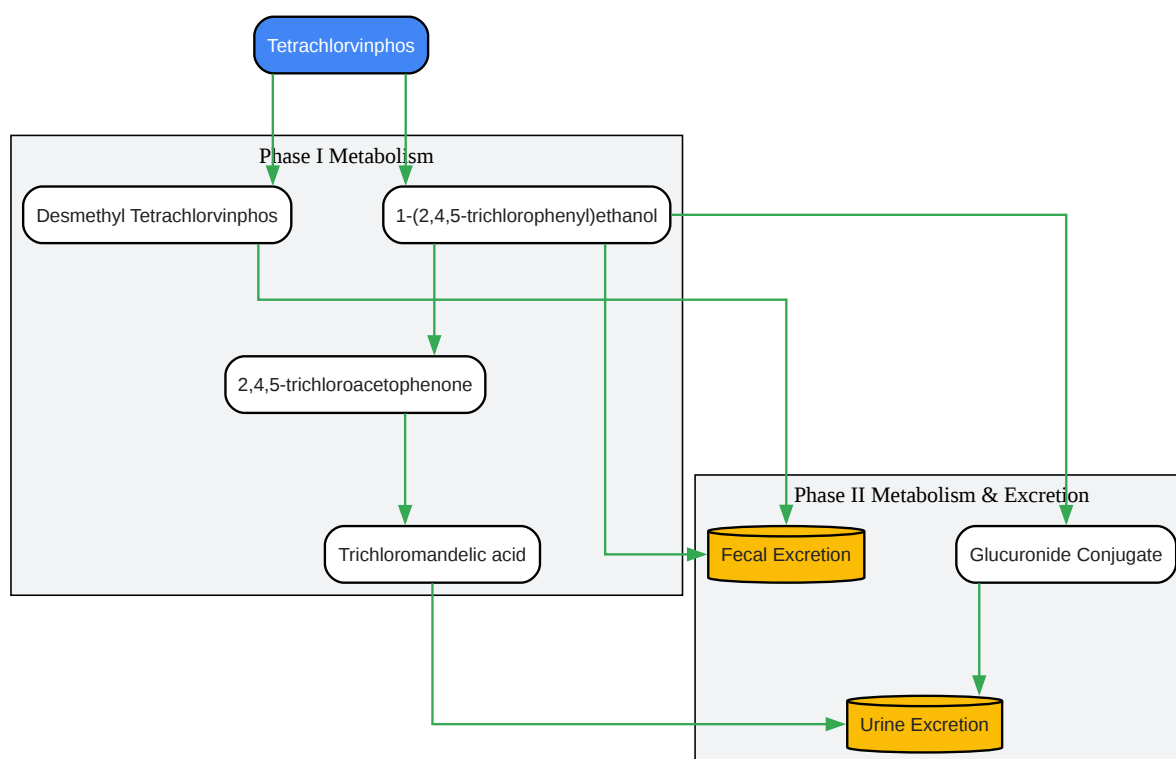 Tetrachlorvinphos
Phase I Metabolism
Desmethyl Tetrachlorvinphos
1-(2,4,5-trichlorophenyl)ethanol
2,4,5-trichloroacetophenone
Phase II Metabolism & Excretion
Trichloromandelic acid
Fecal Excretion
Glucuronide Conjugate
Urine Excretion